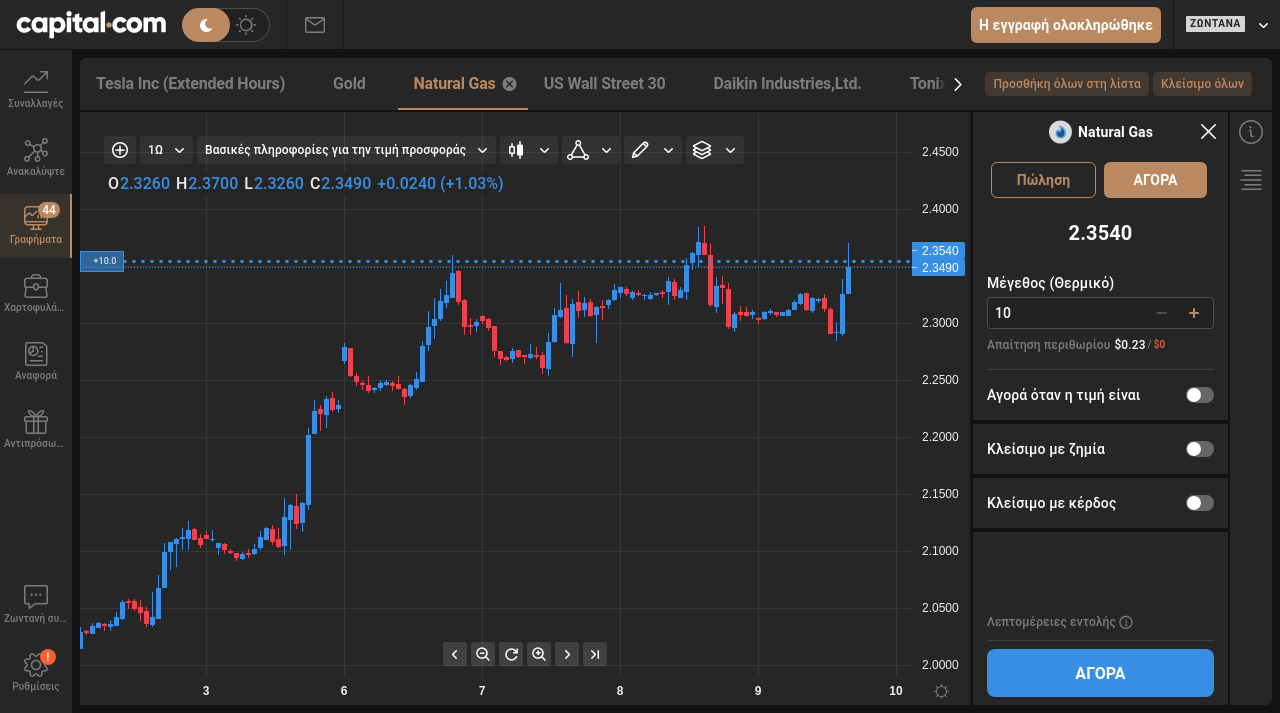 capital.com
Η εγγραφή ολοκληρώθηκε
ΖΩΝΤΑΝΑ
Συναλλαγές
Ανακαλύψτε
44
Γραφήματα
Χαρτοφυλά...
Αναφορά
Αντιπρόσω...
Ζωντανή συ...
!
Ρυθμίσεις
Tesla Inc (Extended Hours)
Gold
Natural Gas
US Wall Street 30
Daikin Industries,Ltd.
Toni
Προσθήκη όλων στη λίστα
Κλείσιμο όλων
1Ω
Βασικές πληροφορίες για την τιμή προσφοράς
O2.3260 H2.3700 L2.3260 C2.3490 +0.0240 (+1.03%)
+10.0
2.4500
2.4000
2.3540
2.3490
2.3000
2.2500
2.2000
2.1500
2.1000
2.0500
2.0000
3
6
7
8
9
10
Natural Gas
Πώληση
ΑΓΟΡΑ
2.3540
Μέγεθος (Θερμικό)
10
Απαίτηση περιθωρίου $0.23 / $0
Αγορά όταν η τιμή είναι
Κλείσιμο με ζημία
Κλείσιμο με κέρδος
Λεπτομέρειες εντολής
ΑΓΟΡΑ